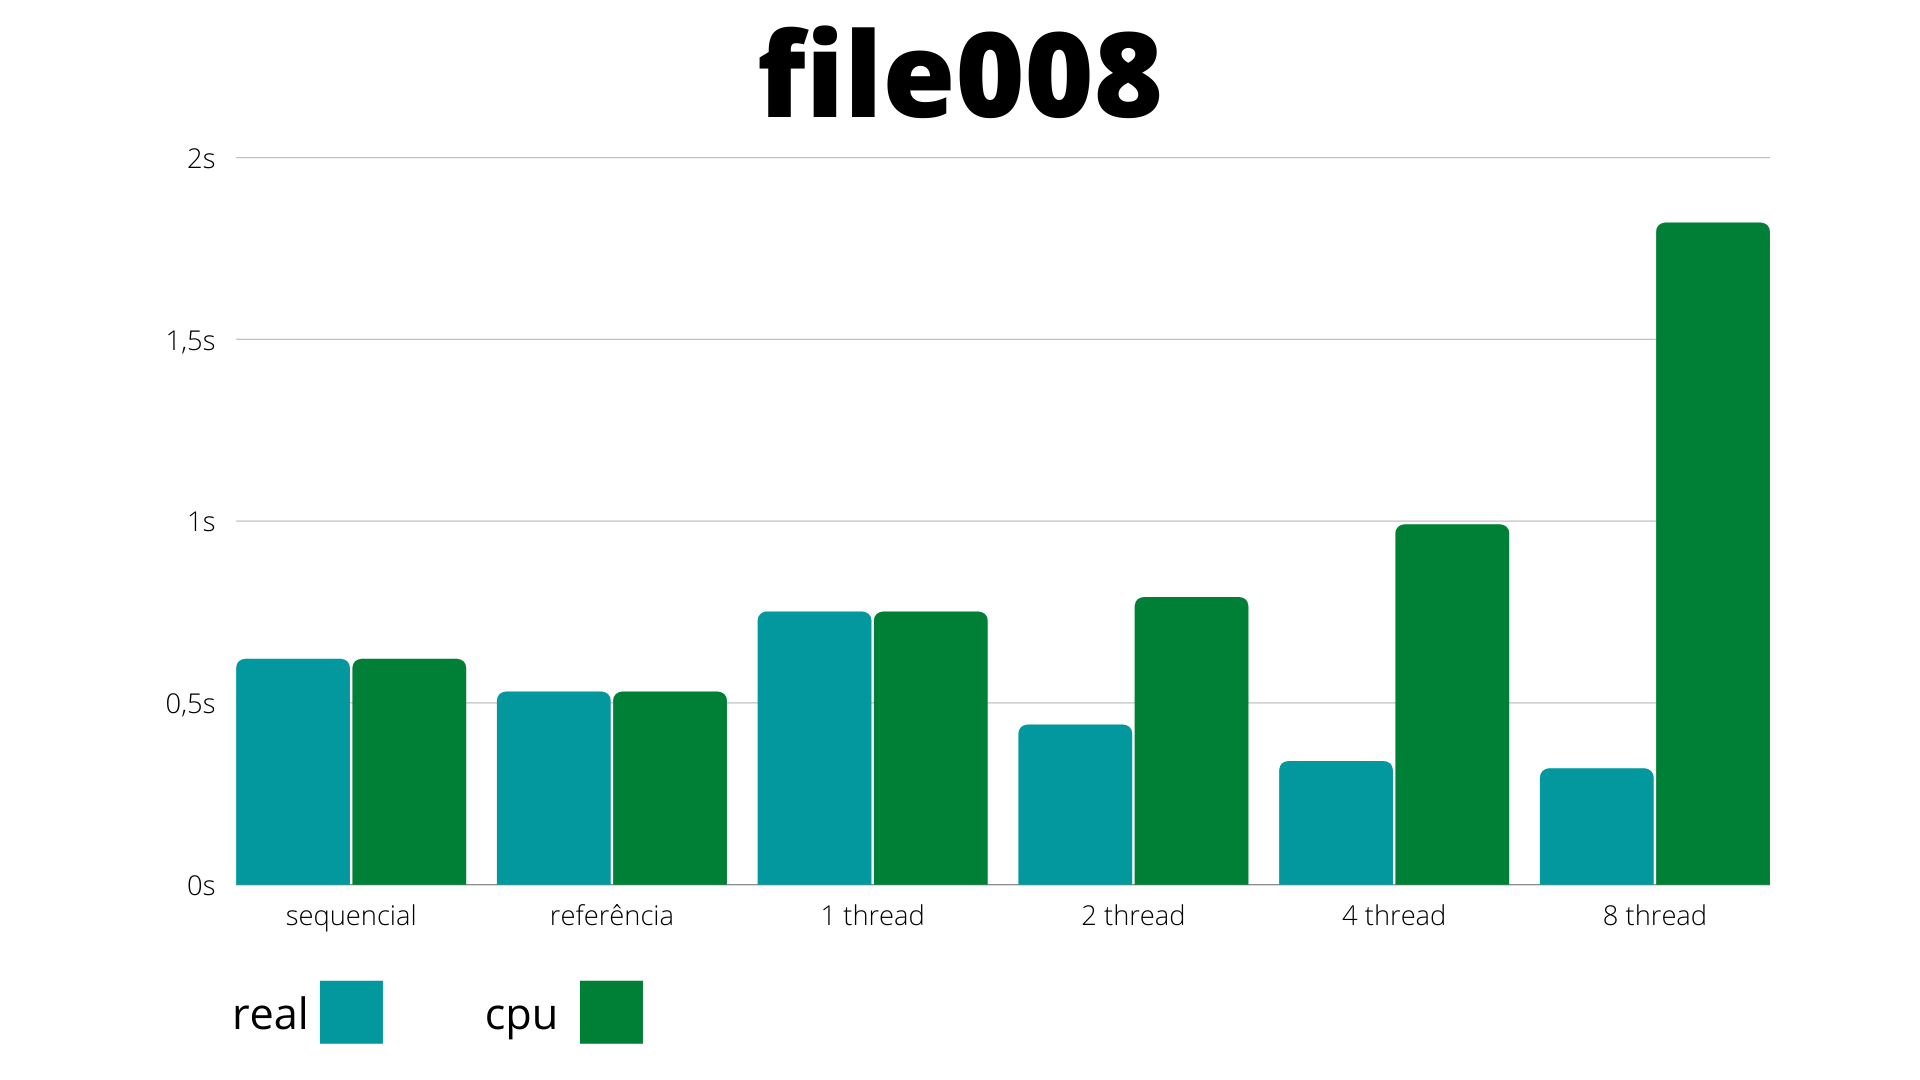 file008
2s
1,5s
1s
0,5s
0s
sequencial referência 1 thread 2 thread 4 thread 8 thread
real cpu